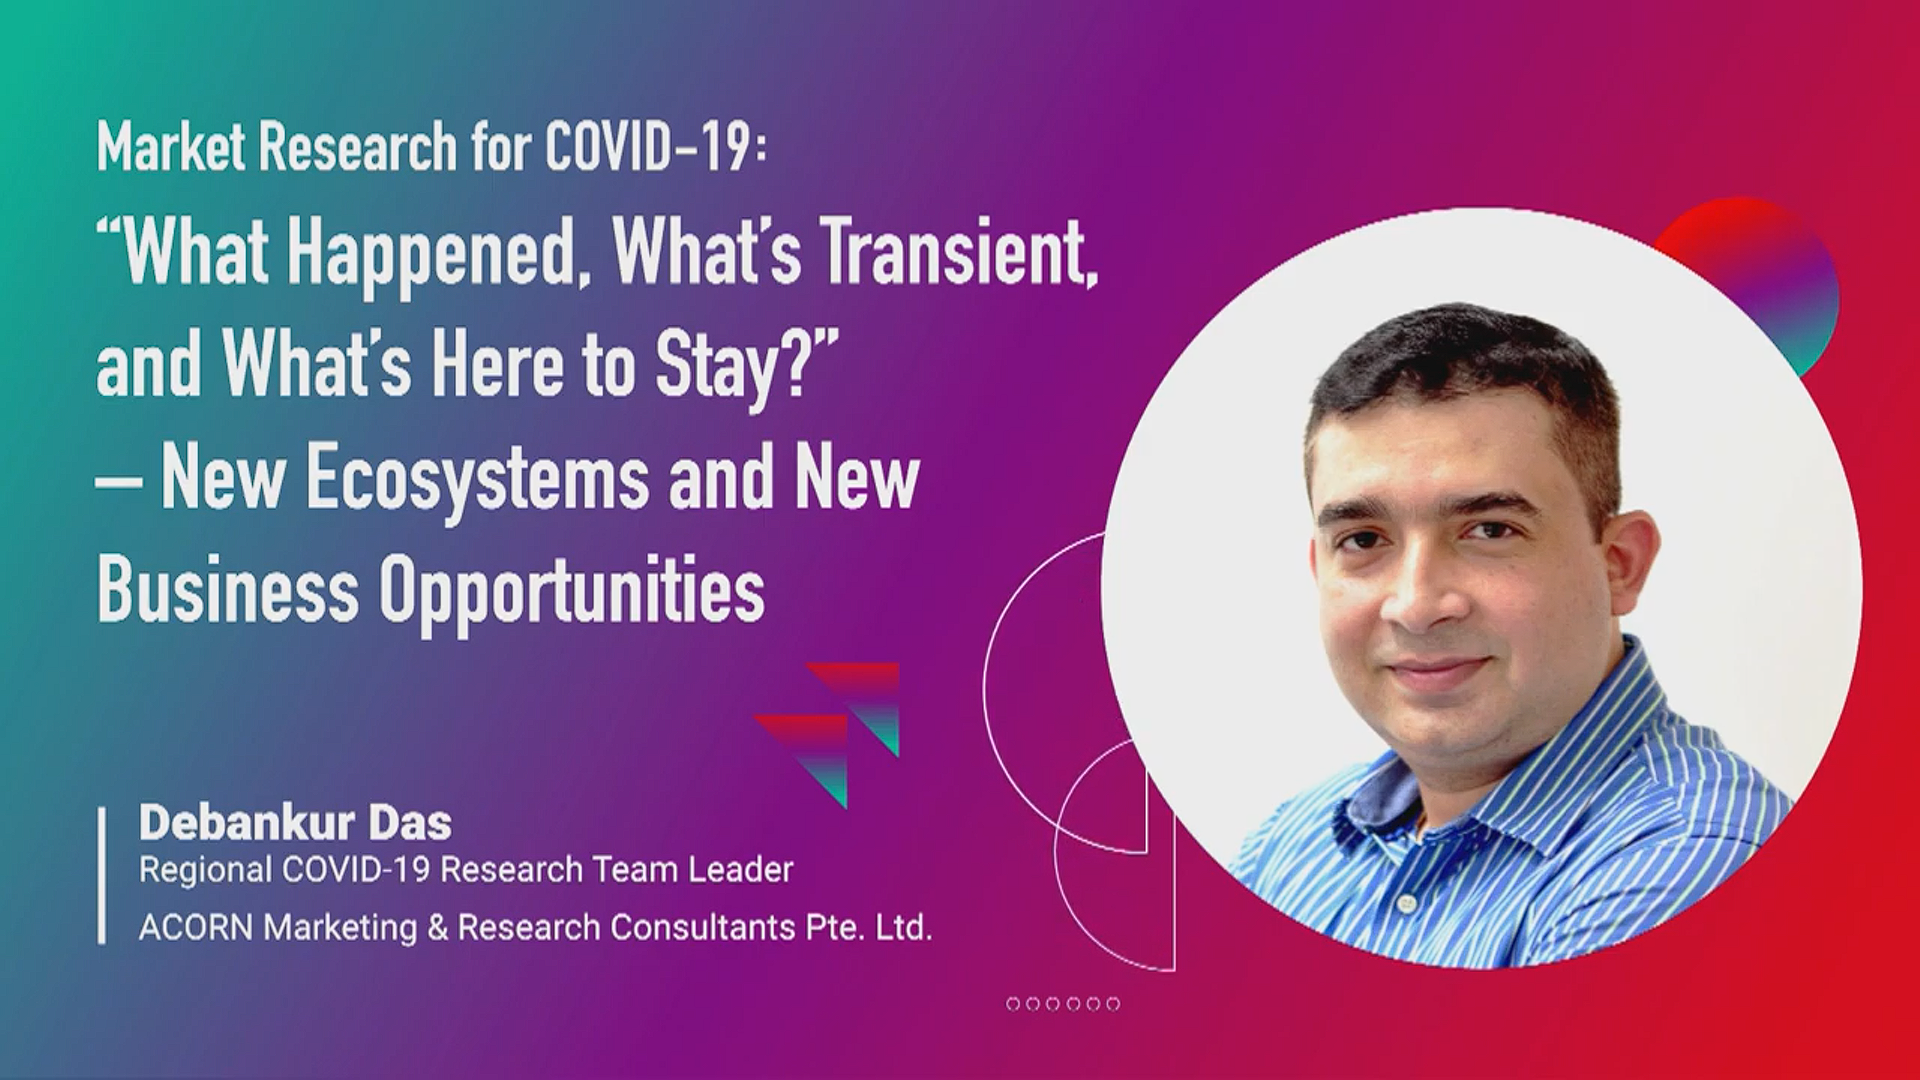 Market Research for COVID-19:
“What Happened, What’s Transient,
and What’s Here to Stay?”
— New Ecosystems and New
Business Opportunities
Debankur Das
Regional COVID-19 Research Team Leader
ACORN Marketing & Research Consultants Pte. Ltd.